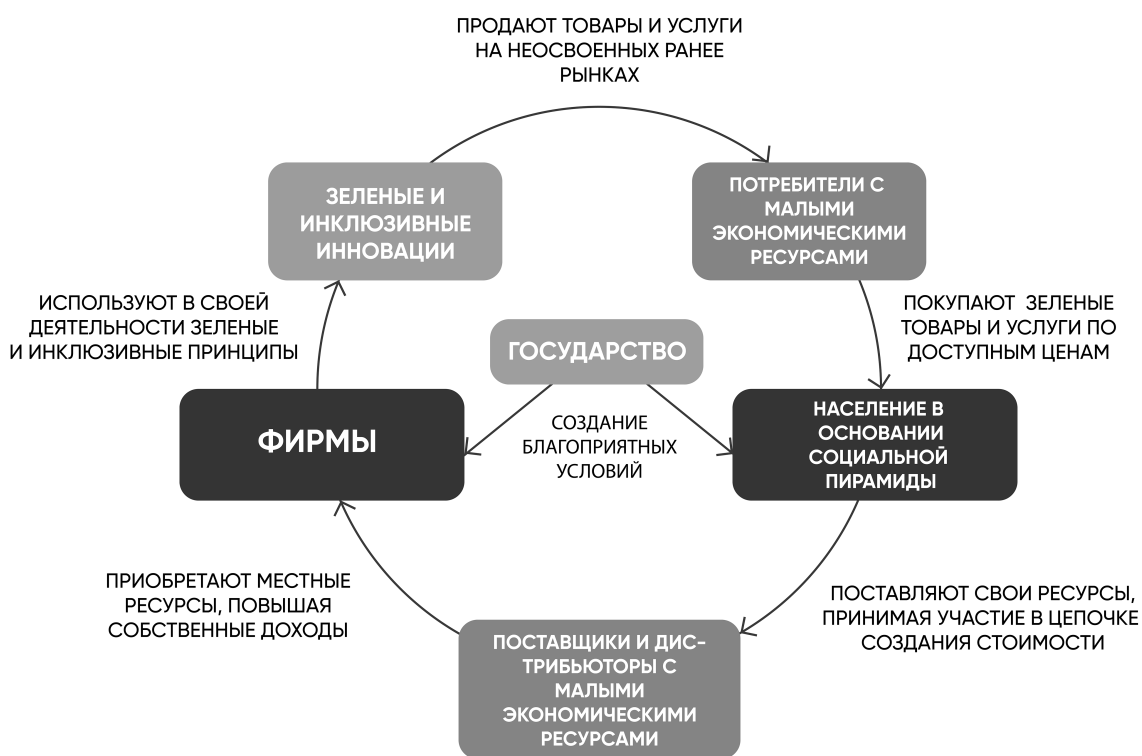 ПРОДАЮТ ТОВАРЫ И УСЛУГИ
НА НЕОСВОЕННЫХ РАНЕЕ
РЫНКАХ
ЗЕЛЕНЫЕ И
ИНКЛЮЗИВНЫЕ
ИННОВАЦИИ
ПОТРЕБИТЕЛИ С
МАЛЫМИ
ЭКОНОМИЧЕСКИМИ
РЕСУРСАМИ
ИСПОЛЬЗУЮТ В СВОЕЙ
ДЕЯТЕЛЬНОСТИ ЗЕЛЕНЫЕ
И ИНКЛЮЗИВНЫЕ ПРИНЦИПЫ
ПОКУПАЮТ ЗЕЛЕНЫЕ
ТОВАРЫ И УСЛУГИ ПО
ДОСТУПНЫМ ЦЕНАМ
ГОСУДАРСТВО
ФИРМЫ
СОЗДАНИЕ
БЛАГОПРИЯТНЫХ
УСЛОВИЙ
НАСЕЛЕНИЕ В
ОСНОВАНИИ
СОЦИАЛЬНОЙ
ПИРАМИДЫ
ПРИОБРЕТАЮТ МЕСТНЫЕ
РЕСУРСЫ, ПОВЫШАЯ
СОБСТВЕННЫЕ ДОХОДЫ
ПОСТАВЛЯЮТ СВОИ РЕСУРСЫ,
ПРИНИМАЯ УЧАСТИЕ В ЦЕПОЧКЕ
СОЗДАНИЯ СТОИМОСТИ
ПОСТАВЩИКИ И ДИС-
ТРИБЬЮТОРЫ С
МАЛЫМИ
ЭКОНОМИЧЕСКИМИ
РЕСУРСАМИ